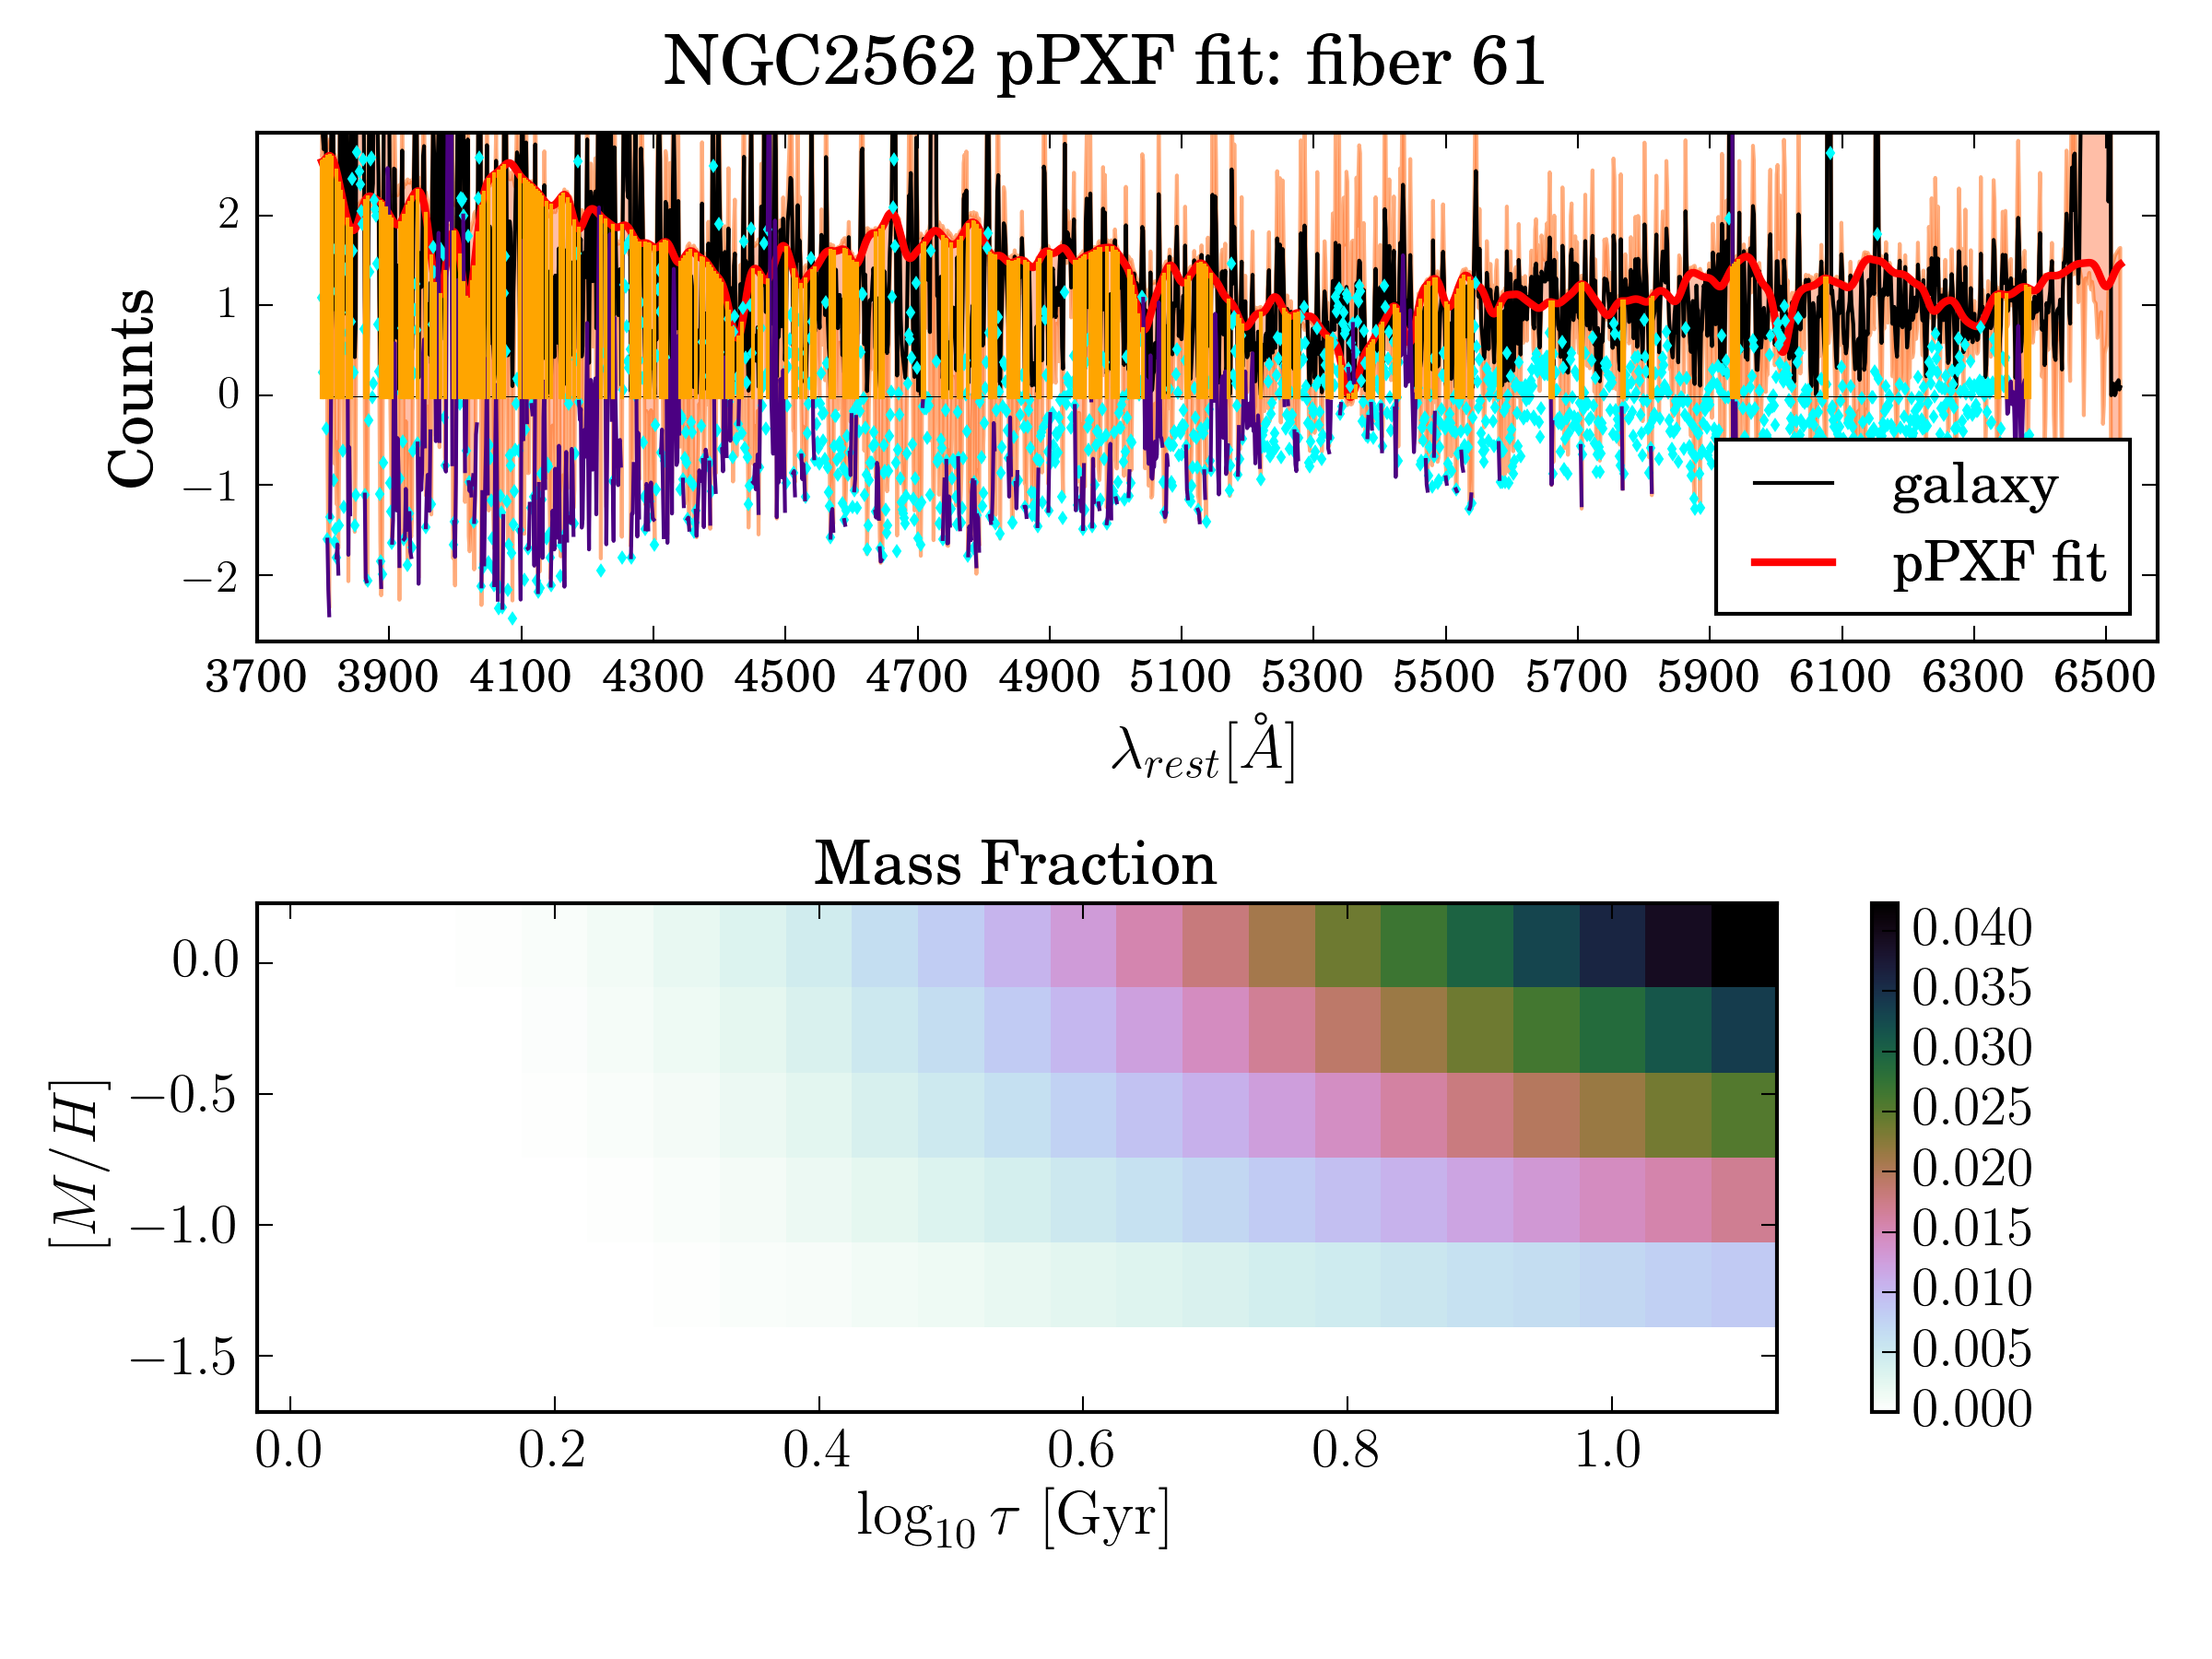 NGC2562 pPXF fit: fiber 61
Counts
2
1
0
−1
−2
galaxy
pPXF fit
3700 3900 4100 4300 4500 4700 4900 5100 5300 5500 5700 5900 6100 6300 6500
λrest[Å]
Mass Fraction
[M/H]
0.0
−0.5
−1.0
−1.5
0.0 0.2 0.4 0.6 0.8 1.0
log10 τ [Gyr]
0.040
0.035
0.030
0.025
0.020
0.015
0.010
0.005
0.000